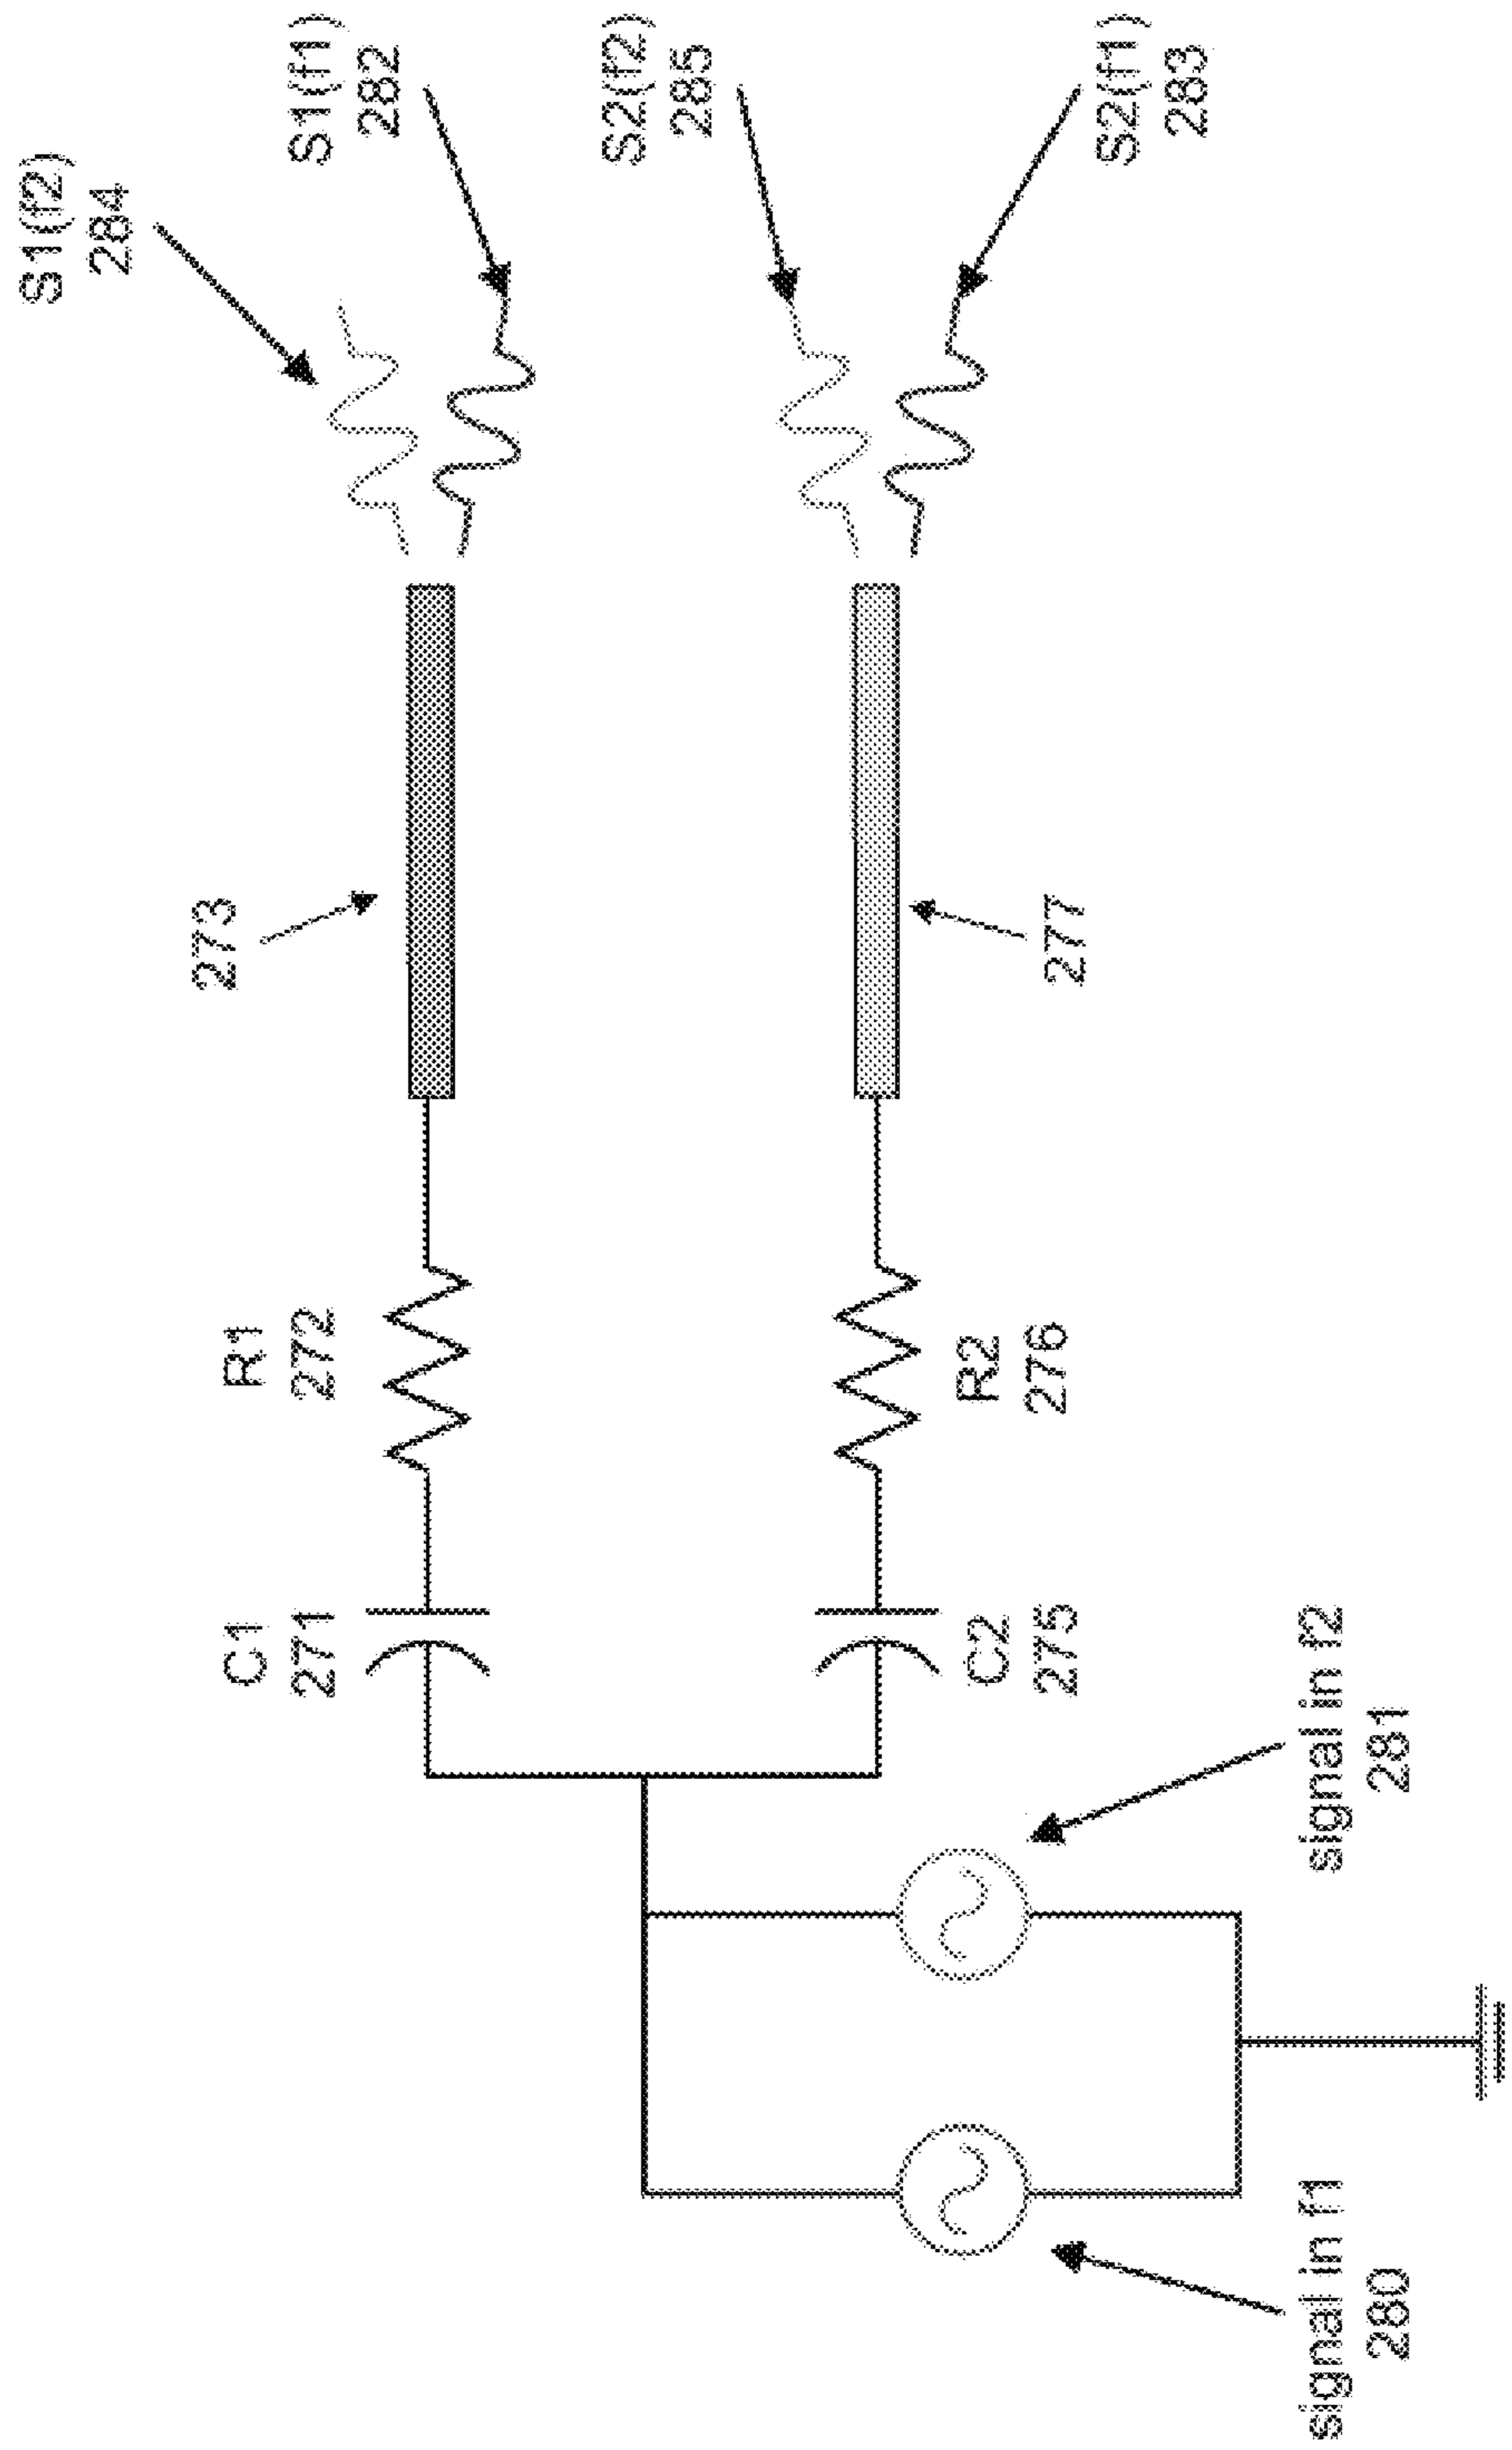 S1(f2)
284
S1(f1)
282
S2(f2)
285
S2(f1)
283
273
277
R1
272
R2
276
C1
271
C2
275
signal in f2
281
signal in f1
280